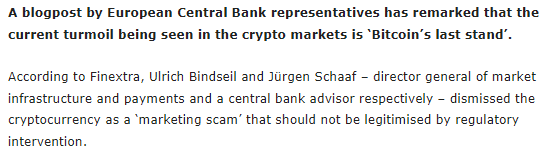 A blogpost by European Central Bank representatives has remarked that the
current turmoil being seen in the crypto markets is ‘Bitcoin’s last stand’.
According to Finextra, Ulrich Bindseil and Jürgen Schaaf – director general of market
infrastructure and payments and a central bank advisor respectively – dismissed the
cryptocurrency as a ‘marketing scam’ that should not be legitimised by regulatory
intervention.